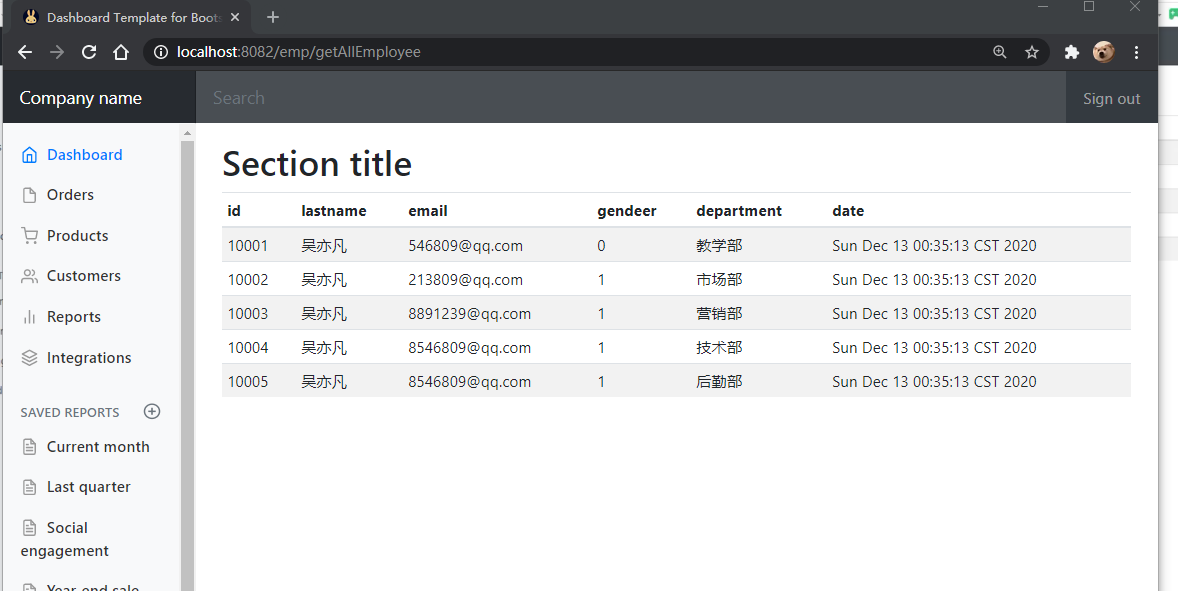 Dashboard Template for Boots
localhost:8082/emp/getAllEmployee
Company name
Search
Sign out
Dashboard
Orders
Products
Customers
Reports
Integrations
SAVED REPORTS
Current month
Last quarter
Social
engagement
Year-end sale
Section title
id lastname email gendeer department date
10001 吴亦凡 546809@qq.com 0 教学部 Sun Dec 13 00:35:13 CST 2020
10002 吴亦凡 213809@qq.com 1 市场部 Sun Dec 13 00:35:13 CST 2020
10003 吴亦凡 8891239@qq.com 1 营销部 Sun Dec 13 00:35:13 CST 2020
10004 吴亦凡 8546809@qq.com 1 技术部 Sun Dec 13 00:35:13 CST 2020
10005 吴亦凡 8546809@qq.com 1 后勤部 Sun Dec 13 00:35:13 CST 2020